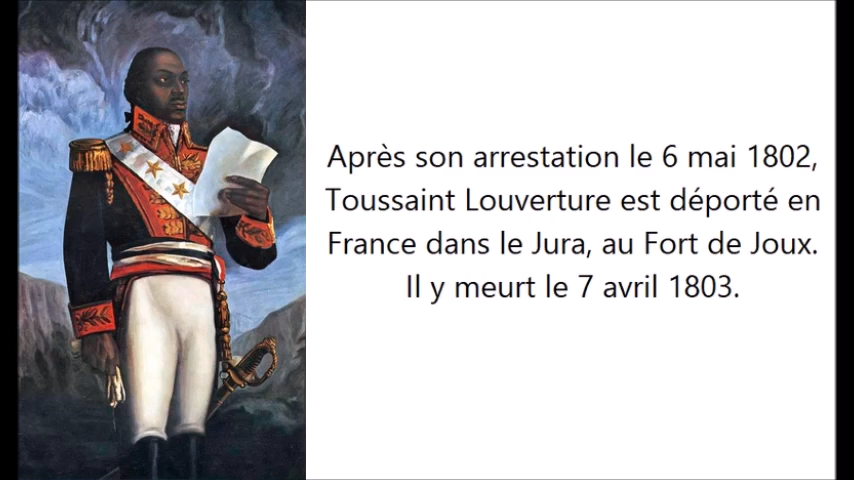 Après son arrestation le 6 mai 1802,
Toussaint Louverture est déporté en
France dans le Jura, au Fort de Joux.
Il y meurt le 7 avril 1803.